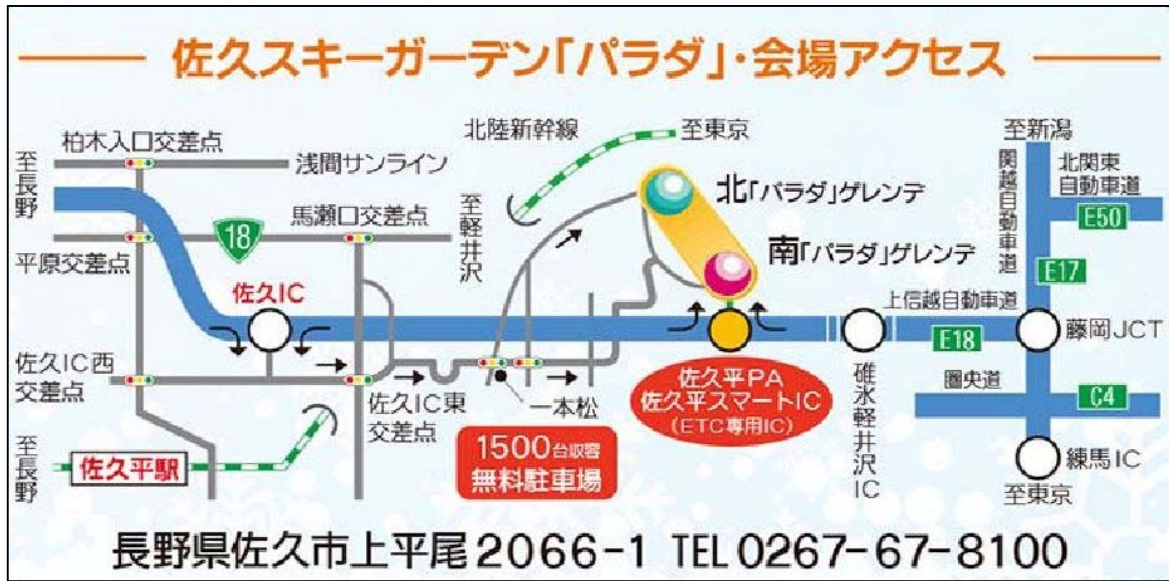 佐久スキーガーデン「パラダ」・会場アクセス
柏木入口交差点
浅間サンライン
至長野
18
馬瀬口交差点
平原交差点
至軽井沢
北陸新幹線
至東京
北「パラダ」ゲレンデ
南「パラダ」ゲレンデ
至新潟
関越自動車道
北関東
自動車道
E50
E17
佐久IC
上信越自動車道
E18
藤岡JCT
佐久IC西
交差点
佐久IC東
交差点
一本松
佐久平PA
佐久平スマートIC
(ETC専用IC)
碓氷軽井沢IC
圏央道
C4
至長野
佐久平駅
1500台収容
無料駐車場
練馬IC
至東京
長野県佐久市上平尾2066-1 TEL 0267-67-8100